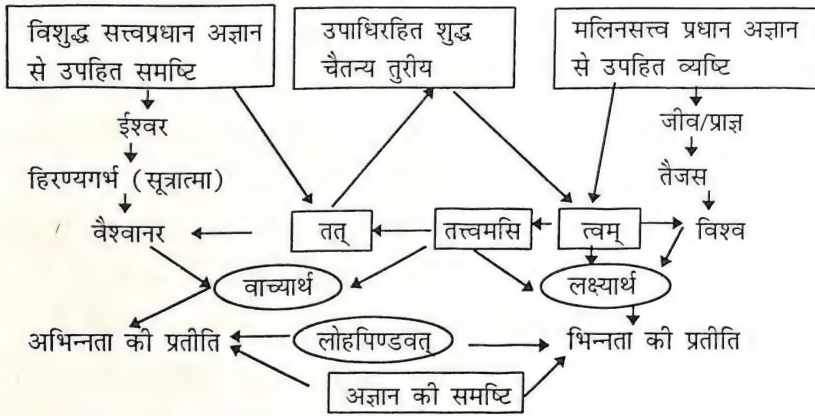 विशुद्ध सत्त्वप्रधान अज्ञान
से उपहित समष्टि
उपाधिरहित शुद्ध
चैतन्य तुरीय
मलिनसत्त्व प्रधान अज्ञान
से उपहित व्यष्टि
ईश्वर
जीव/प्राज्ञ
हिरण्यगर्भ (सूत्रात्मा)
तैजस
वैश्वानर
तत्
तत्त्वमसि
त्वम्
विश्व
वाच्यार्थ
लक्ष्यार्थ
अभिन्नता की प्रतीति
लोहपिण्डवत्
भिन्नता की प्रतीति
अज्ञान की समष्टि